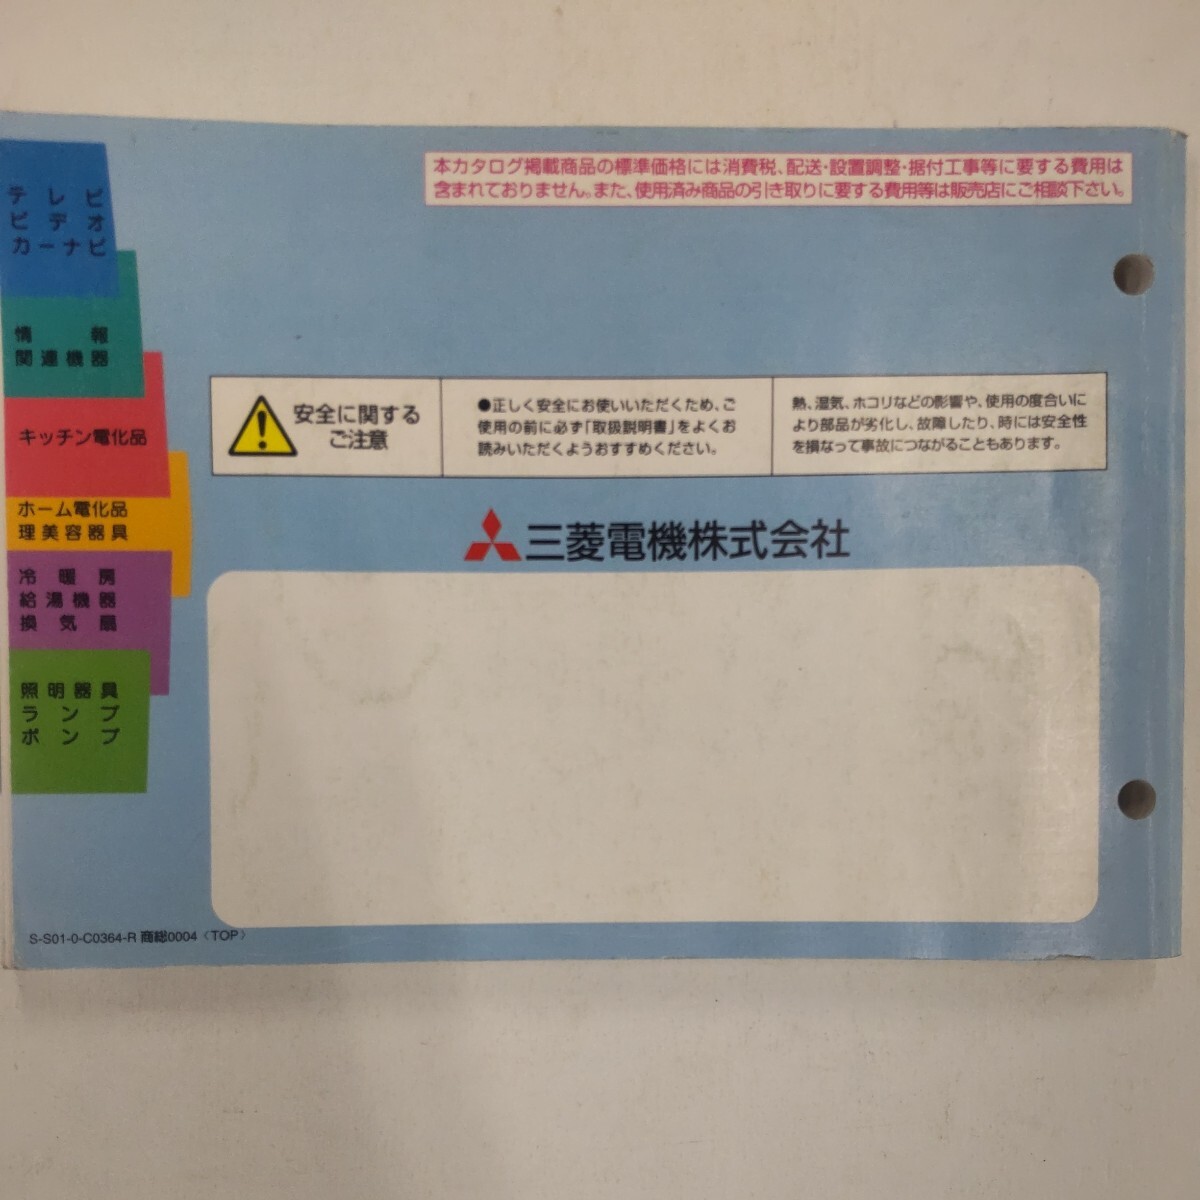 本カタログ掲載商品の標準価格には消費税、配送・設置調整・据付工事等に要する費用は
含まれておりません。また、使用済み商品の引き取りに要する費用等は販売店にご相談下さい。
テレビ
ビデオ
カーナビ
情報
関連機器
キッチン電化品
ホーム電化品
理美容器具
冷暖房
給湯機器
換気扇
照明器具
ランプ
ポンプ
安全に関する
ご注意
●正しく安全にお使いいただくため、ご
使用の前に必ず「取扱説明書」をよくお
読みいただくようおすすめください。
熱、湿気、ホコリなどの影響や、使用の度合いに
より部品が劣化し、故障したり、時には安全性
を損なって事故につながることもあります。
三菱電機株式会社
S-S01-0-C0364-R 商総0004〈TOP〉